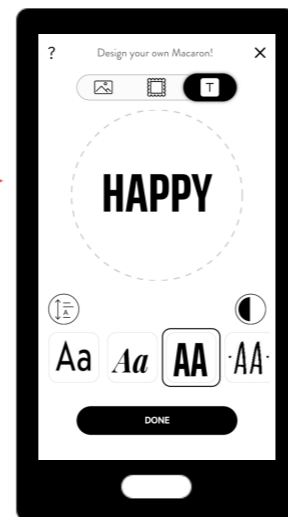 ? Design your own Macaron! ×
T
HAPPY
A
Aa Aa AA ·AA·
DONE